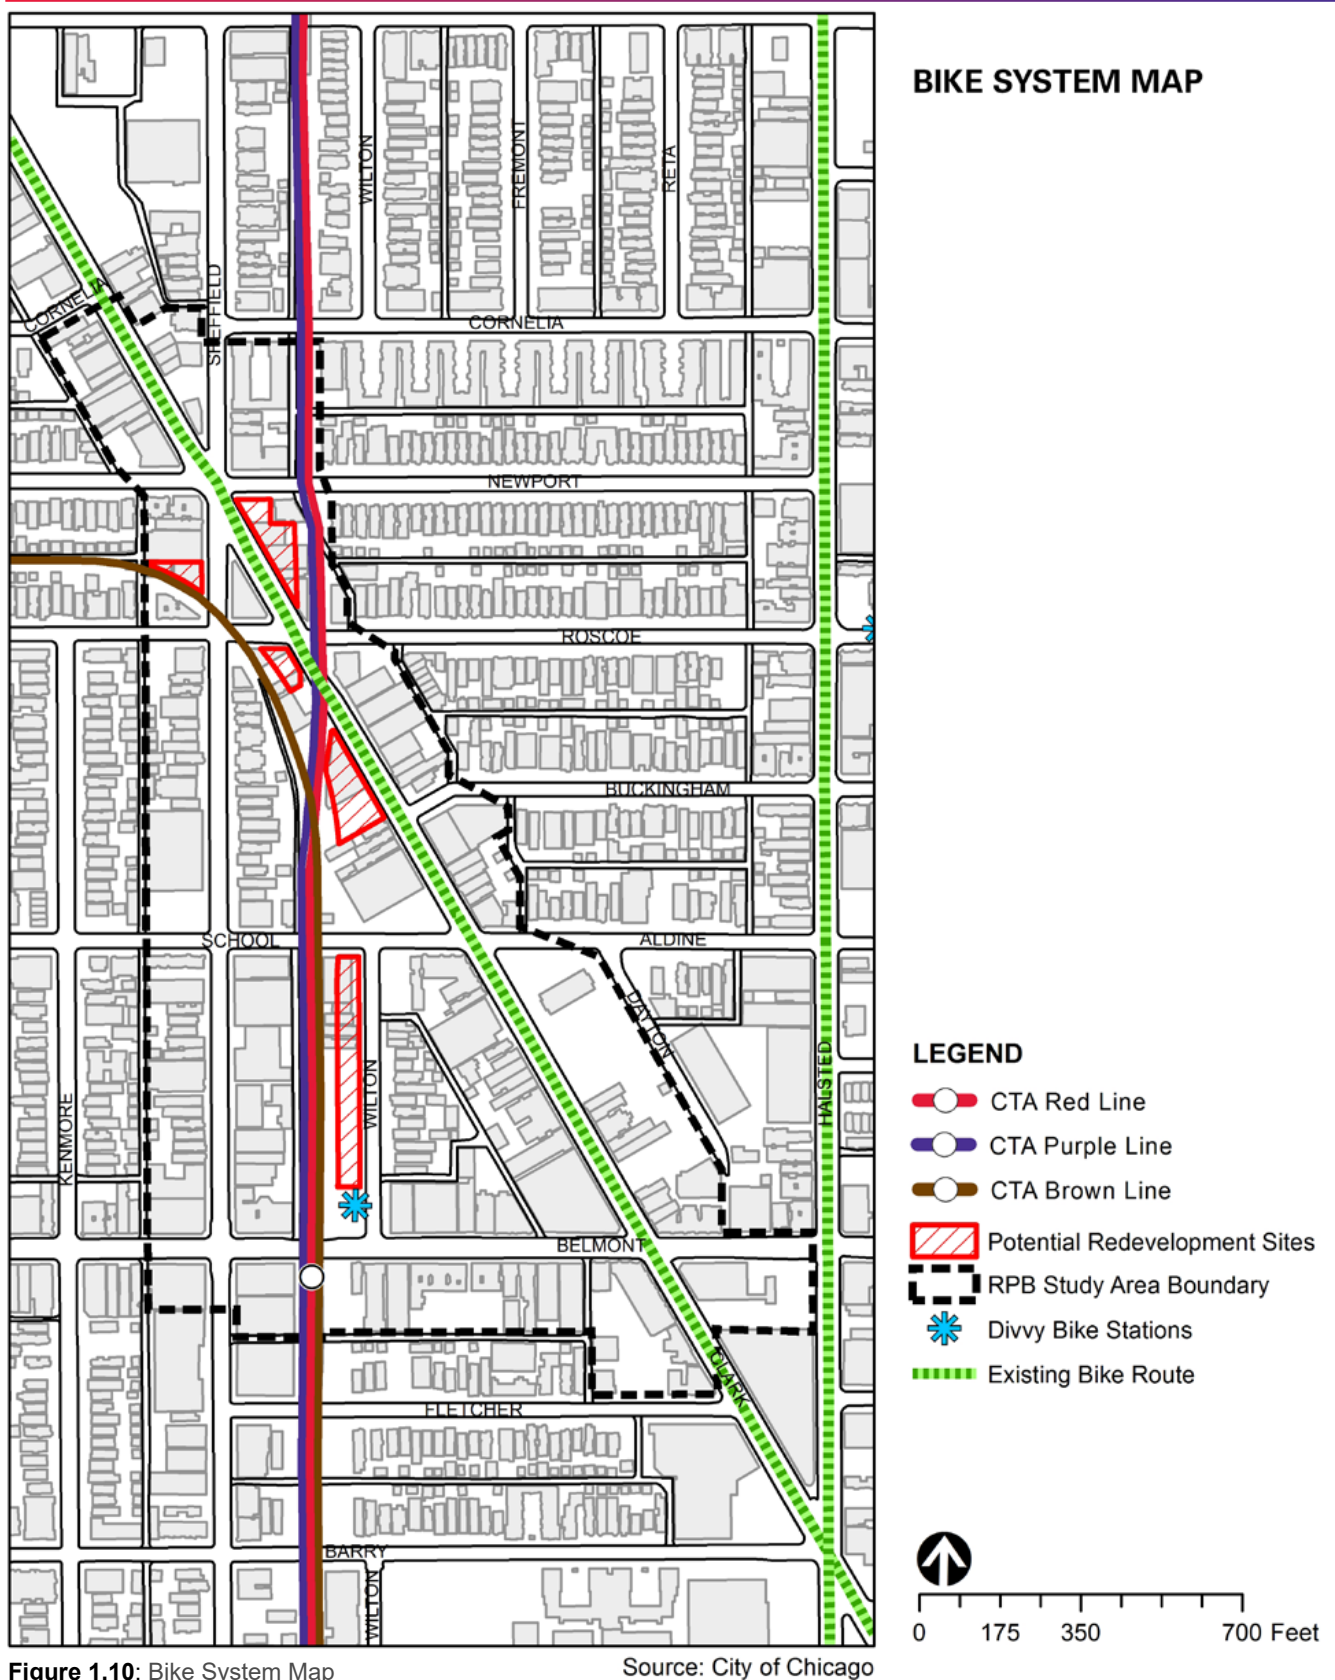 BIKE SYSTEM MAP
WILTON
FREMONT
RETA
SHEFFIELD
CORNELIA
CORNELIA
NEWPORT
ROSCOE
BUCKINGHAM
SCHOOL
ALDINE
DAYTON
HALSTED
WILTON
KENMORE
BELMONT
CLARK
FLETCHER
BARRY
WILTON
LEGEND
CTA Red Line
CTA Purple Line
CTA Brown Line
Potential Redevelopment Sites
RPB Study Area Boundary
Divvy Bike Stations
Existing Bike Route
0 175 350 700 Feet
Source: City of Chicago
Figure 1.10: Bike System Map